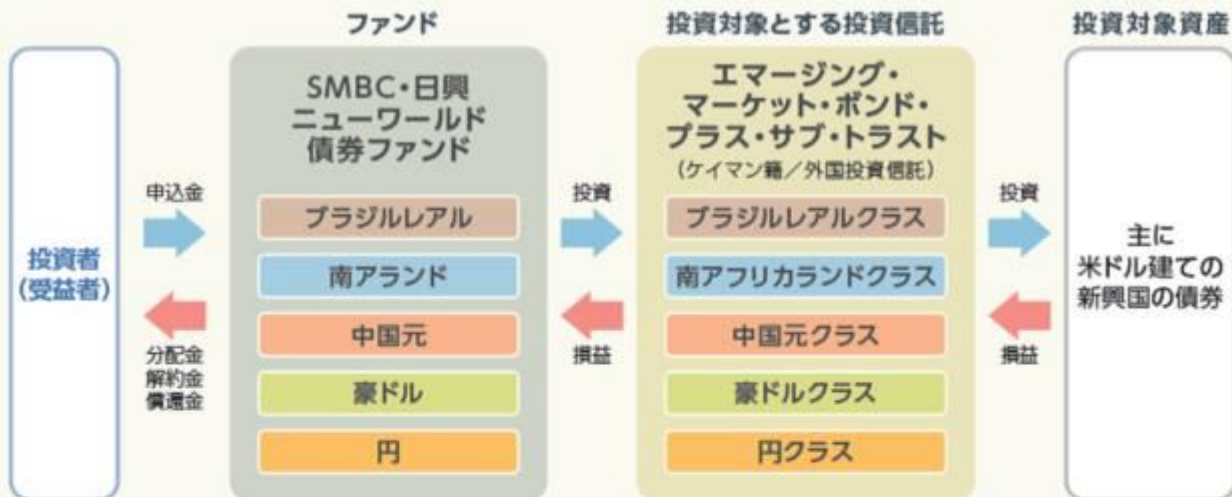 ファンド
投資対象とする投資信託
投資対象資産
投資者
(受益者)
申込金
分配金
解約金
償還金
SMBC・日興
ニューワールド
債券ファンド
ブラジルレアル
南アランド
中国元
豪ドル
円
投資
損益
エマージング・
マーケット・ボンド・
プラス・サブ・トラスト
(ケイマン籍/外国投資信託)
ブラジルレアルクラス
南アフリカランドクラス
中国元クラス
豪ドルクラス
円クラス
投資
損益
主に
米ドル建ての
新興国の債券